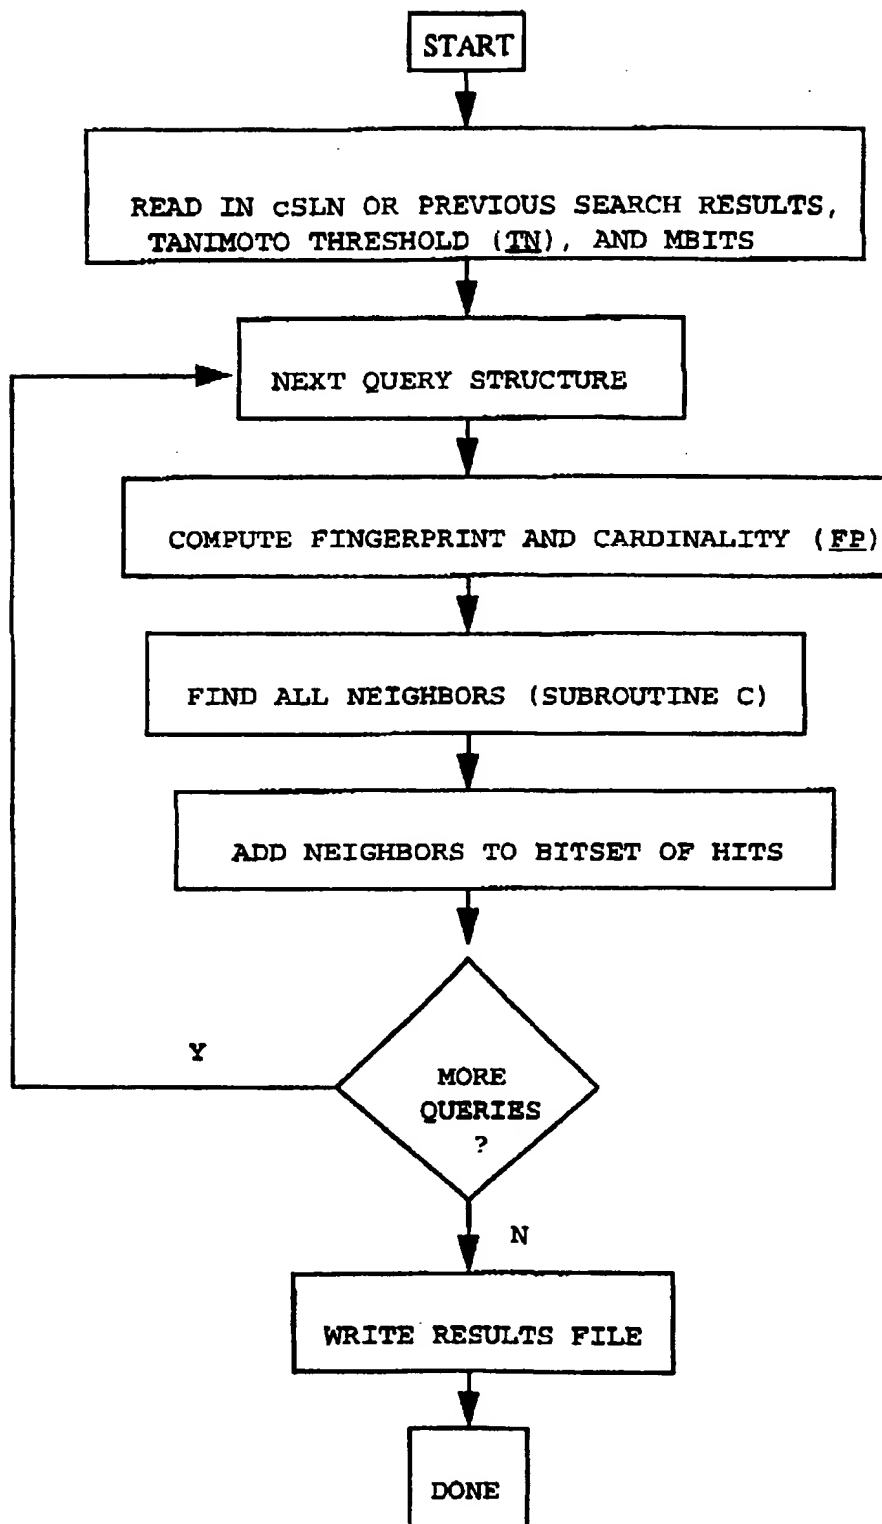 START
READ IN cSLN OR PREVIOUS SEARCH RESULTS,
TANIMOTO THRESHOLD (TN), AND MBITS
NEXT QUERY STRUCTURE
COMPUTE FINGERPRINT AND CARDINALITY (FP)
FIND ALL NEIGHBORS (SUBROUTINE C)
ADD NEIGHBORS TO BITSET OF HITS
Y
MORE
QUERIES
?
N
WRITE RESULTS FILE
DONE